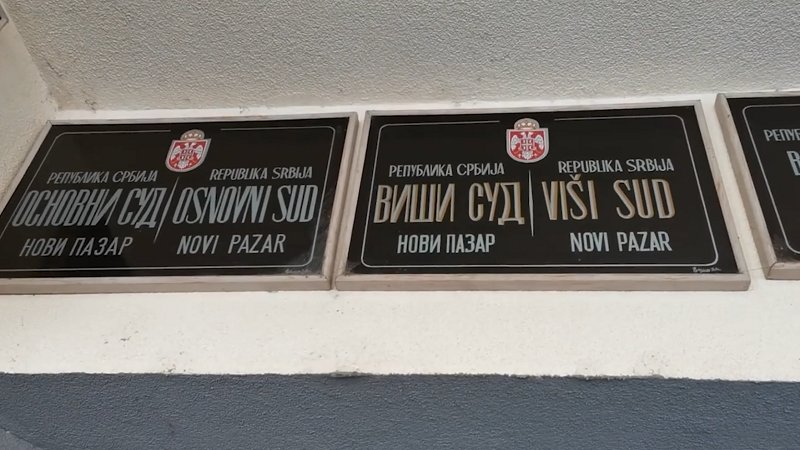 РЕПУБЛИКА СРБИЈА
ОСНОВНИ СУД
НОВИ ПАЗАР
REPUBLIKA SRBIJA
OSNOVNI SUD
NOVI PAZAR
РЕПУБЛИКА СРБИЈА
ВИШИ СУД
НОВИ ПАЗАР
REPUBLIKA SRBIJA
VIŠI SUD
NOVI PAZAR